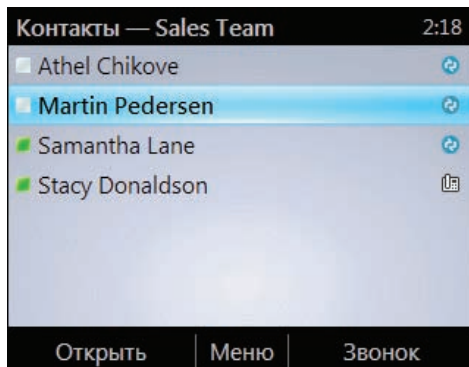 Контакты — Sales Team 2:18
Athel Chikove
Martin Pedersen
Samantha Lane
Stacy Donaldson
Открыть Меню Звонок